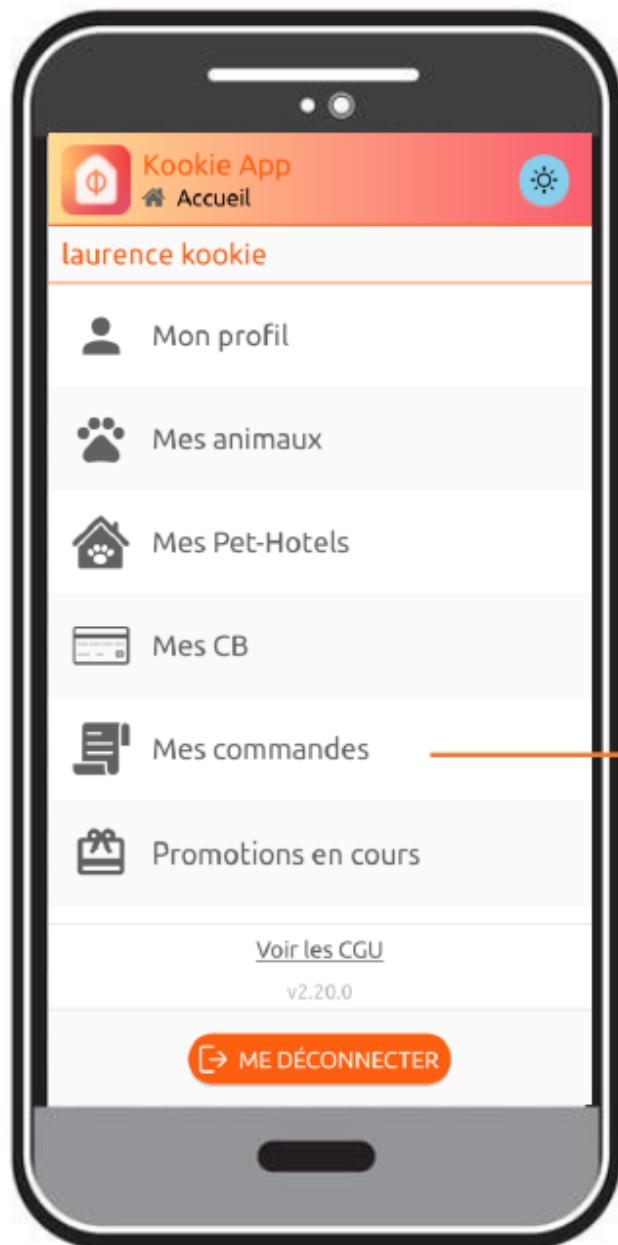 Kookie App
Accueil
laurence kookie
Mon profil
Mes animaux
Mes Pet-Hotels
Mes CB
Mes commandes
Promotions en cours
Voir les CGU
v2.20.0
ME DÉCONNECTER